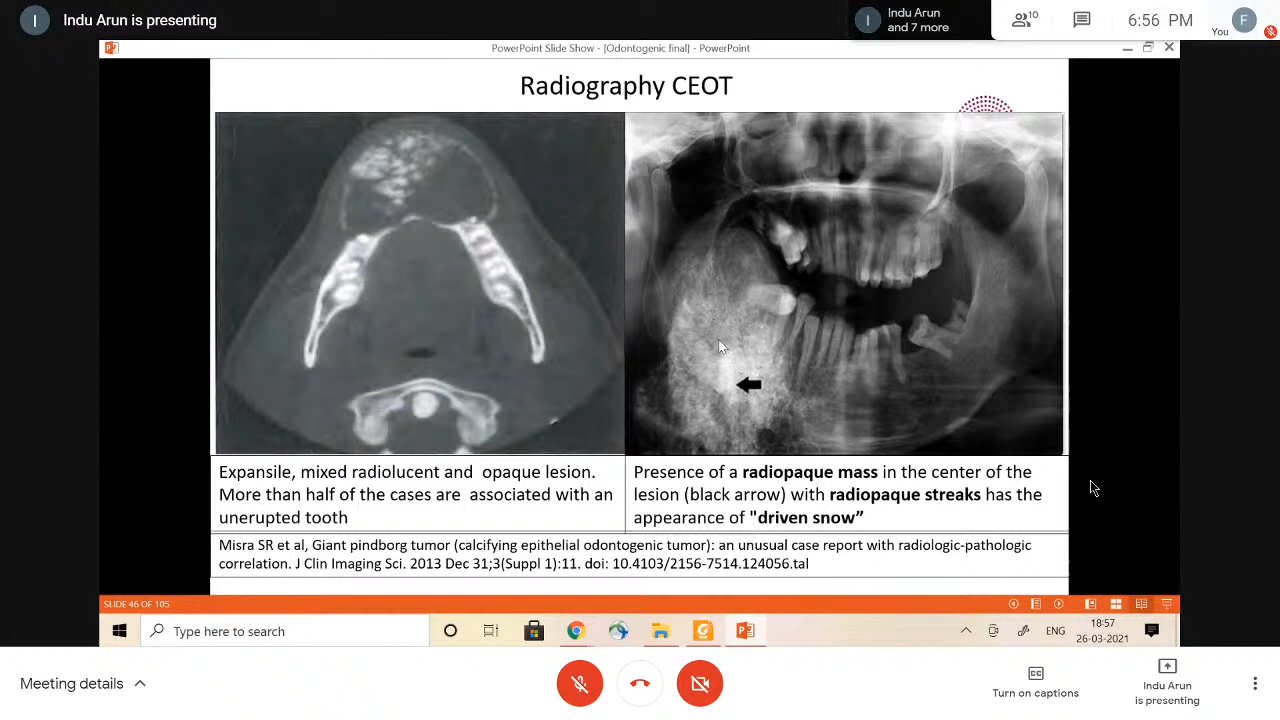 I
Indu Arun is presenting
I
Indu Arun
and 7 more
10
6:56 PM
You
F
PowerPoint Slide Show - [Odontogenic final] - PowerPoint
Radiography CEOT
Expansile, mixed radiolucent and opaque lesion.
More than half of the cases are associated with an
unerupted tooth
Presence of a radiopaque mass in the center of the
lesion (black arrow) with radiopaque streaks has the
appearance of "driven snow”
Misra SR et al, Giant pindborg tumor (calcifying epithelial odontogenic tumor): an unusual case report with radiologic-pathologic
correlation. J Clin Imaging Sci. 2013 Dec 31;3(Suppl 1):11. doi: 10.4103/2156-7514.124056.tal
SLIDE 46 OF 105
Type here to search
ENG
18:57
26-03-2021
Meeting details
Turn on captions
Indu Arun
is presenting